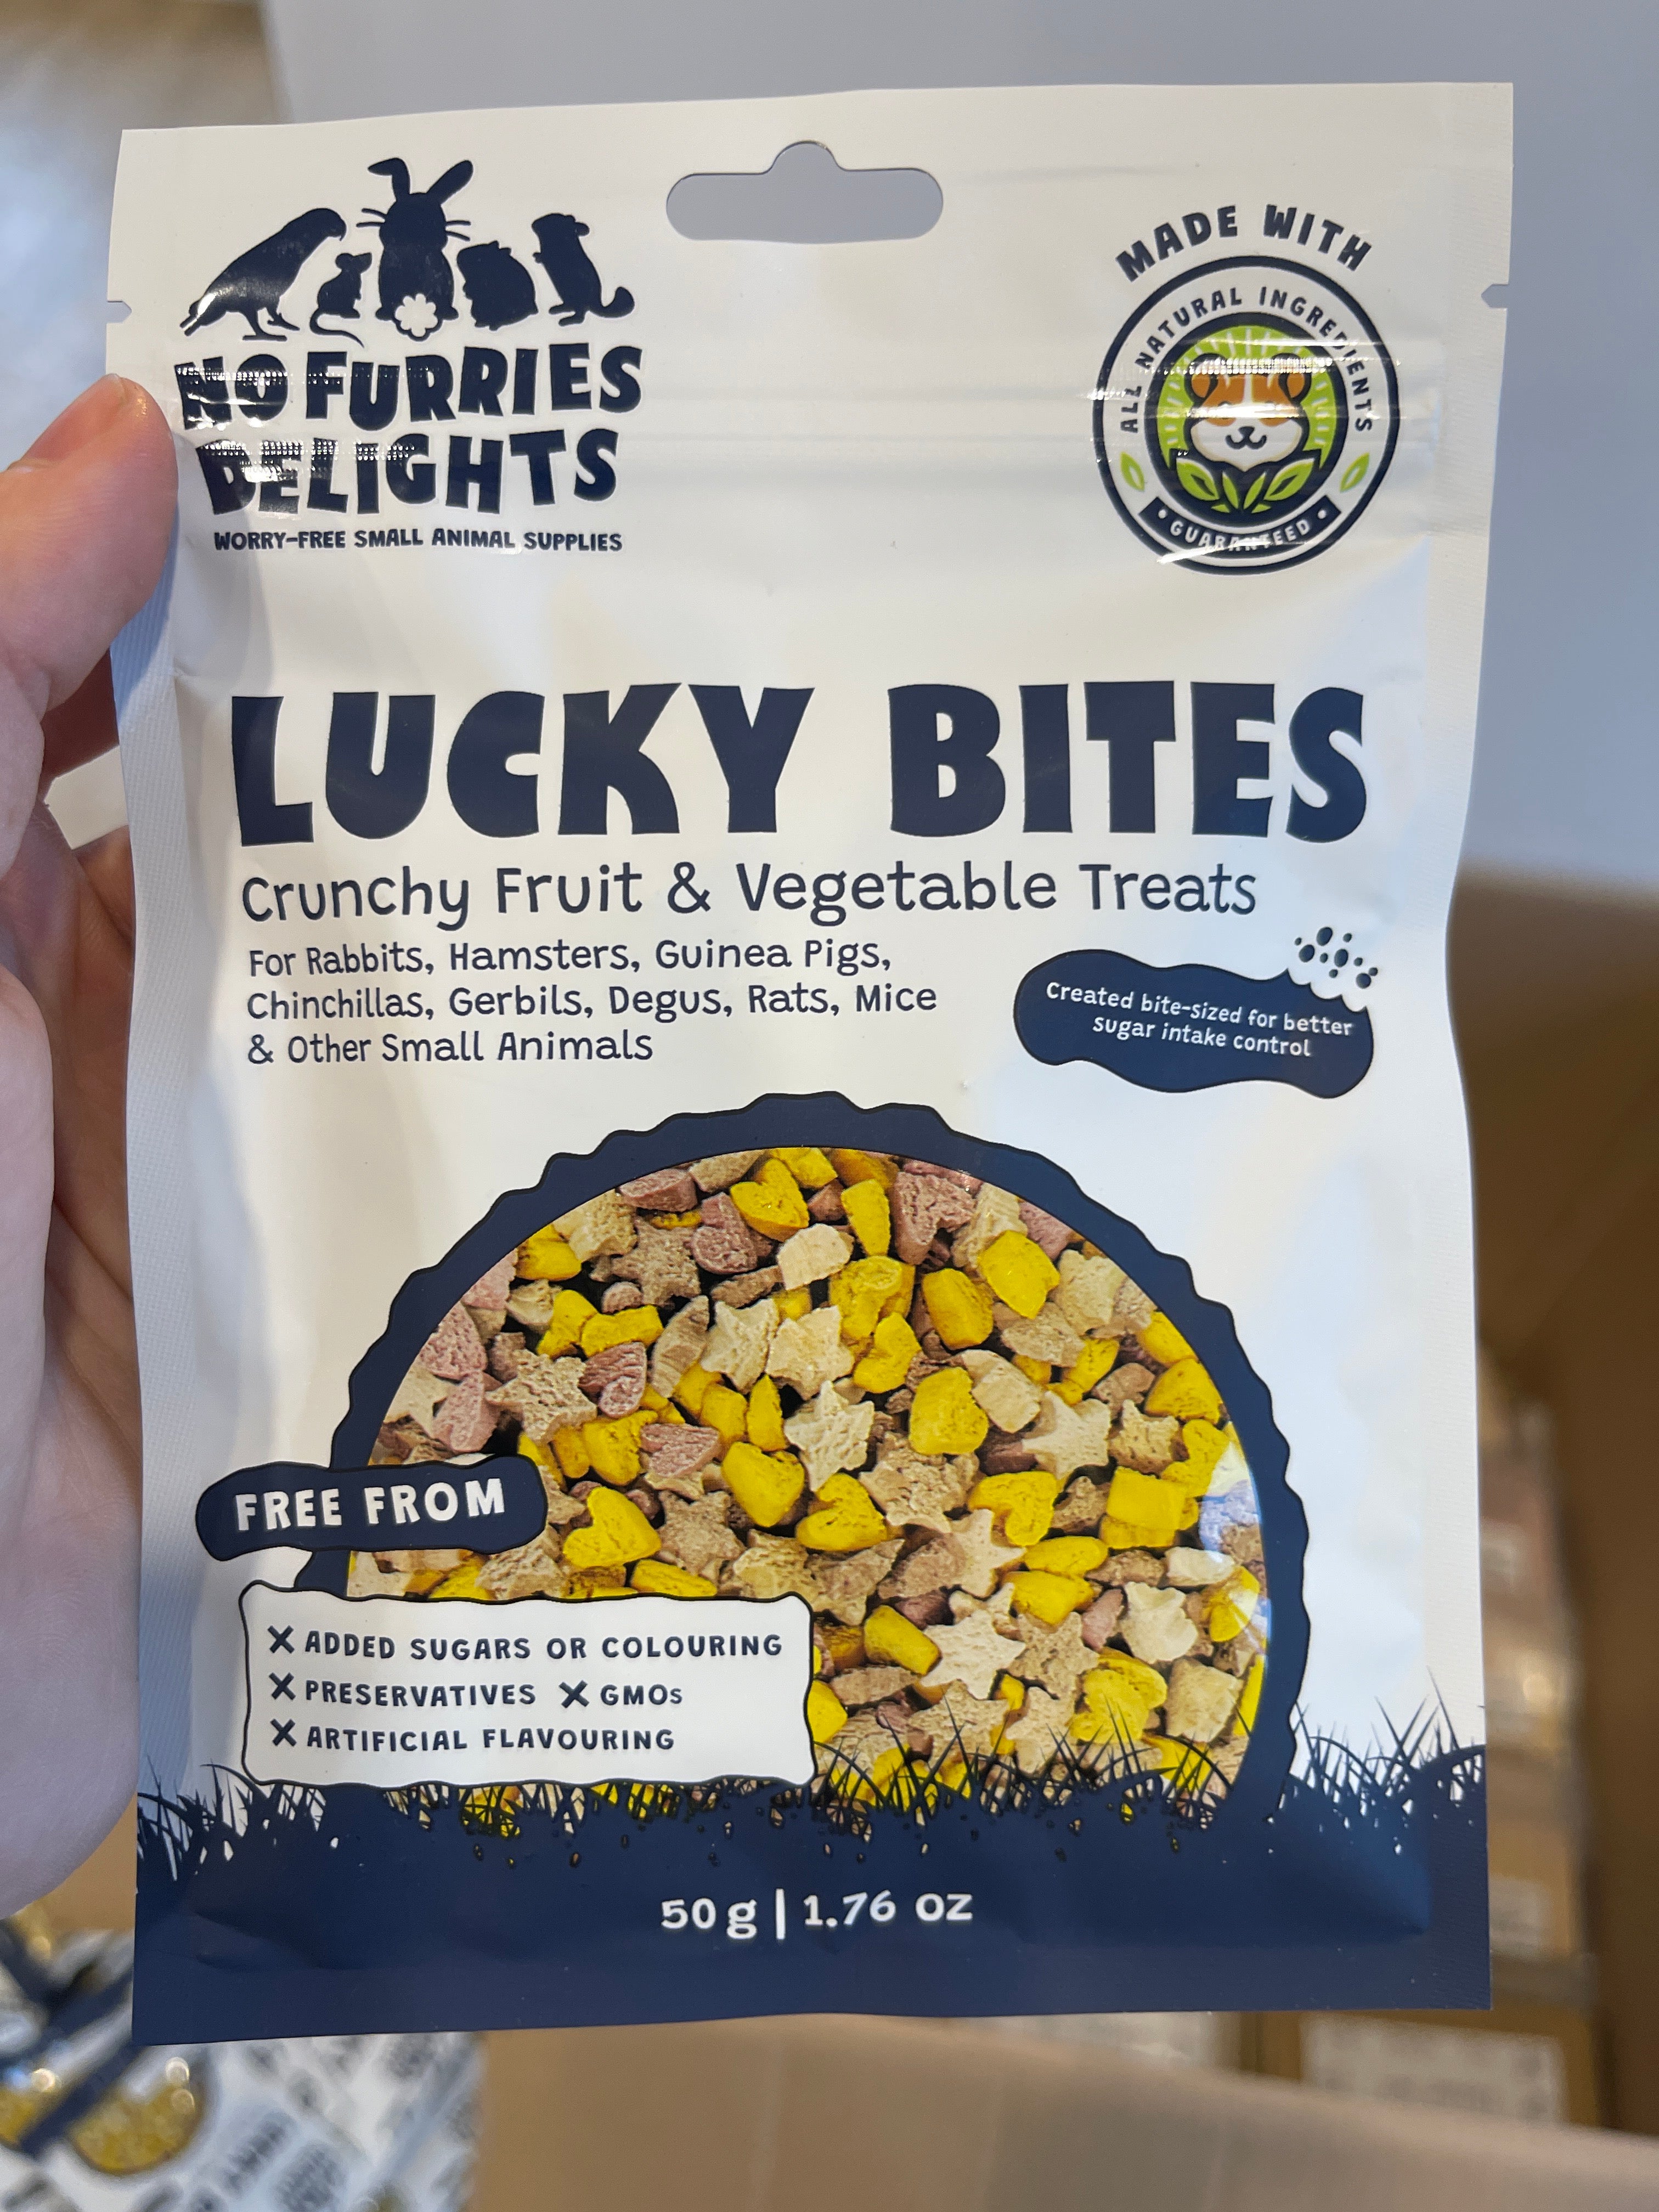 NO FURRIES
DELIGHTS
WORRY-FREE SMALL ANIMAL SUPPLIES
MADE WITH
ALL NATURAL INGREDIENTS
• GUARANTEED •
LUCKY BITES
Crunchy Fruit & Vegetable Treats
For Rabbits, Hamsters, Guinea Pigs,
Chinchillas, Gerbils, Degus, Rats, Mice
& Other Small Animals
Created bite-sized for better
sugar intake control
FREE FROM
X ADDED SUGARS OR COLOURING
X PRESERVATIVES X GMOs
X ARTIFICIAL FLAVOURING
50 g | 1.76 oz